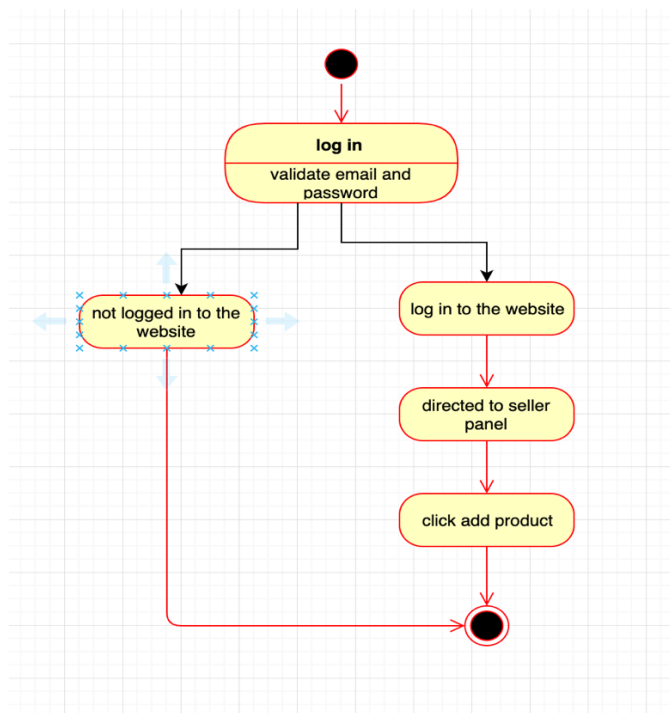 log in
validate email and
password
not logged in to the
website
log in to the website
directed to seller
panel
click add product